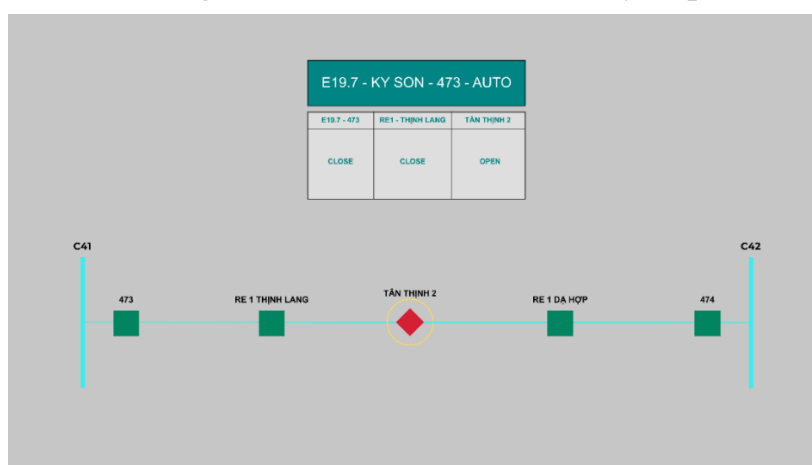 E19.7 - KY SON - 473 - AUTO
E19.7 - 473 RE1 - THỊNH LANG TÂN THỊNH 2
CLOSE CLOSE OPEN
C41 C42
473 RE 1 THỊNH LANG TÂN THỊNH 2 RE 1 DẠ HỢP 474